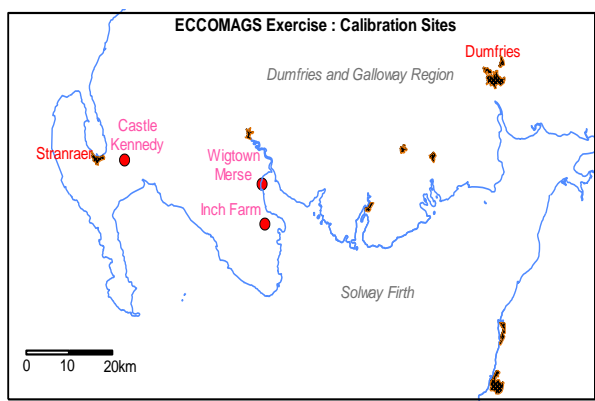 ECCOMAGS Exercise : Calibration Sites
Dumfries
Dumfries and Galloway Region
Castle
Kennedy
Stranraer
Wigtown
Merse
Inch Farm
Solway Firth
0 10 20km